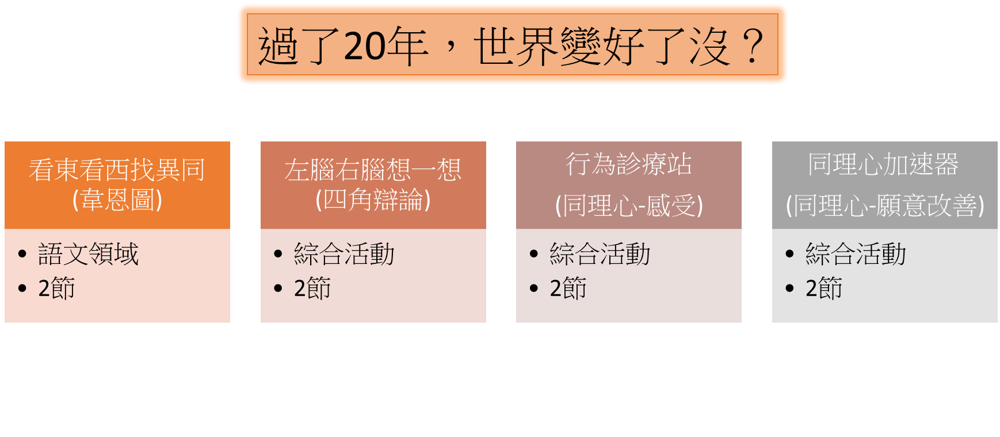 過了20年，世界變好了沒？
看東看西找異同
(韋恩圖)
• 語文領域
• 2節
左腦右腦想一想
(四角辯論)
• 綜合活動
• 2節
行為診療站
(同理心-感受)
• 綜合活動
• 2節
同理心加速器
(同理心-願意改善)
• 綜合活動
• 2節